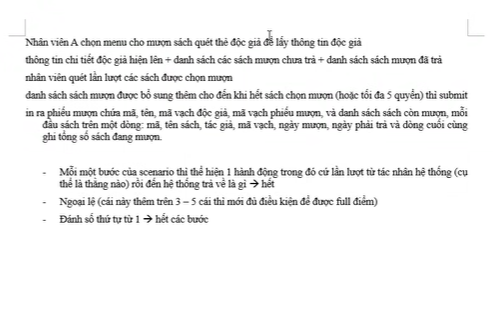 Nhân viên A chọn menu cho mượn sách quét thẻ độc giả để lấy thông tin độc giả
thông tin chi tiết độc giả hiện lên + danh sách các sách mượn chưa trả + danh sách sách mượn đã trả
nhân viên quét lần lượt các sách được chọn mượn
danh sách sách mượn được bổ sung thêm cho đến khi hết sách chọn mượn (hoặc tối đa 5 quyển) thì submit
in ra phiếu mượn chứa mã, tên, mã vạch độc giả, mã vạch phiếu mượn, và danh sách sách còn mượn, mỗi
đầu sách trên một dòng: mã, tên sách, tác giả, mã vạch, ngày mượn, ngày phải trả và dòng cuối cùng
ghi tổng số sách đang mượn.
- Mỗi một bước của scenario thì thể hiện 1 hành động trong đó cứ lần lượt từ tác nhân hệ thống (cụ
thể là thằng nào) rồi đến hệ thống trả về là gì → hết
- Ngoại lệ (cái này thêm trên 3 – 5 cái thì mới đủ điều kiện để được full điểm)
- Đánh số thứ tự từ 1 → hết các bước